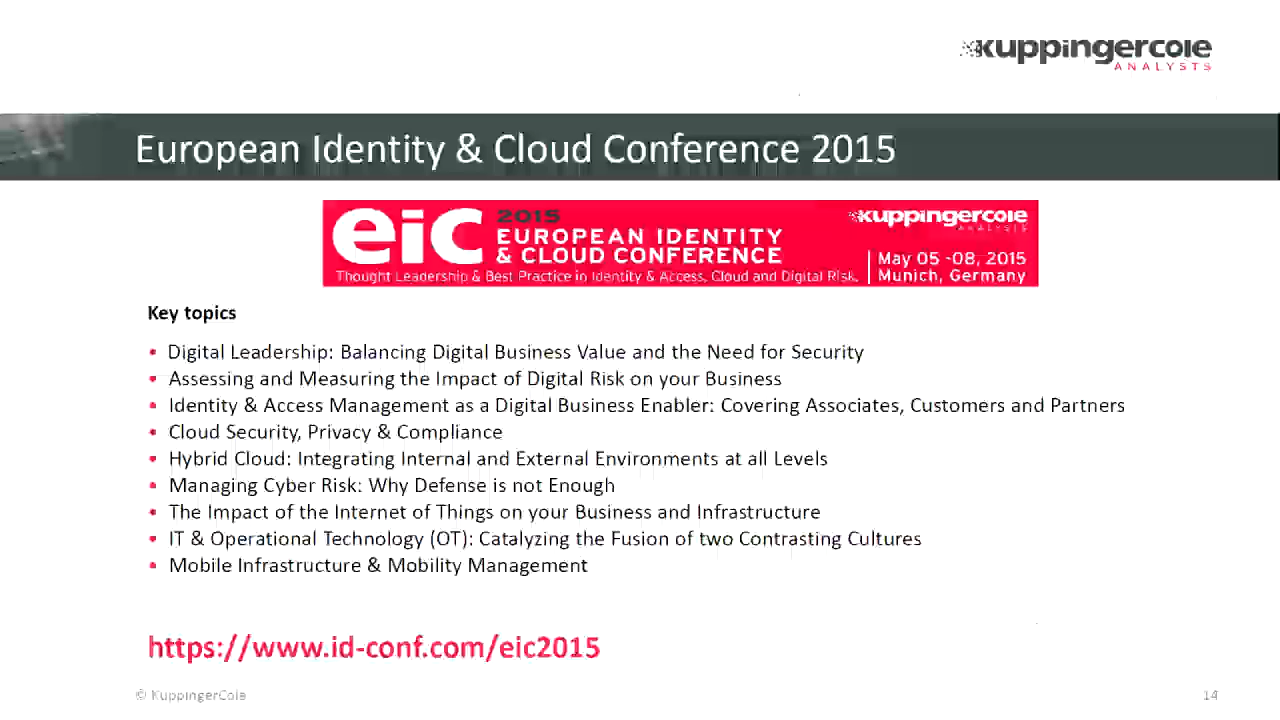 kuppingercole
ANALYSTS
European Identity & Cloud Conference 2015
eic 2015
EUROPEAN IDENTITY
& CLOUD CONFERENCE
Thought Leadership & Best Practice in Identity & Access, Cloud and Digital Risk.
kuppingercole
ANALYSTS
May 05 -08, 2015
Munich, Germany
Key topics
• Digital Leadership: Balancing Digital Business Value and the Need for Security
• Assessing and Measuring the Impact of Digital Risk on your Business
• Identity & Access Management as a Digital Business Enabler: Covering Associates, Customers and Partners
• Cloud Security, Privacy & Compliance
• Hybrid Cloud: Integrating Internal and External Environments at all Levels
• Managing Cyber Risk: Why Defense is not Enough
• The Impact of the Internet of Things on your Business and Infrastructure
• IT & Operational Technology (OT): Catalyzing the Fusion of two Contrasting Cultures
• Mobile Infrastructure & Mobility Management
https://www.id-conf.com/eic2015
© KuppingerCole
14